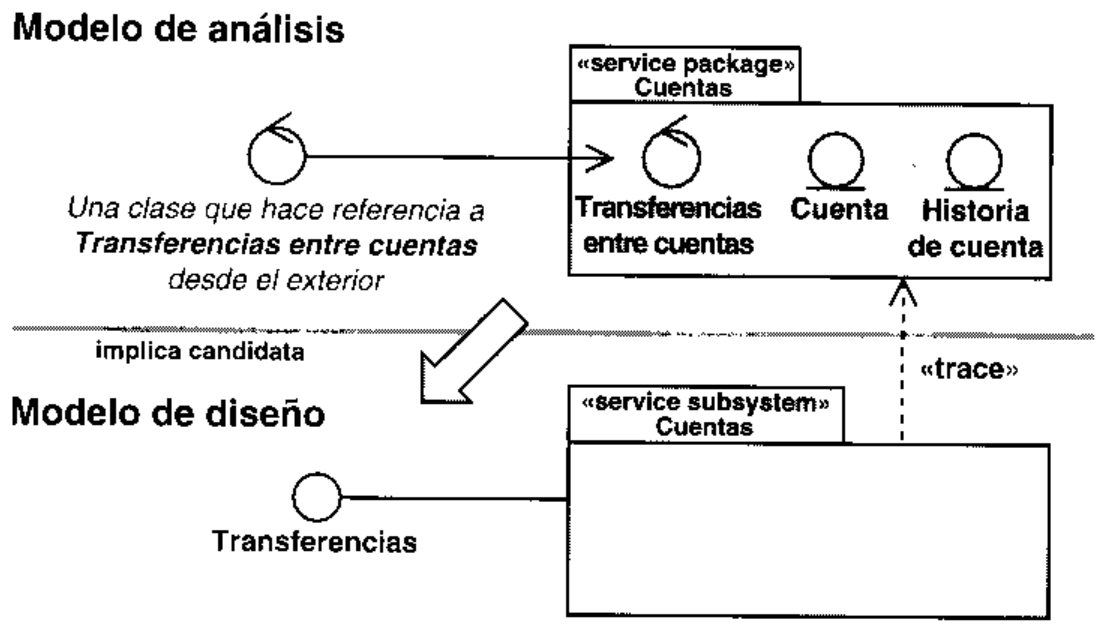 Modelo de análisis
«service package»
Cuentas
Una clase que hace referencia a
Transferencias entre cuentas
desde el exterior
Transferencias
entre cuentas
Cuenta
Historia
de cuenta
implica candidata
«trace»
Modelo de diseño
«service subsystem»
Cuentas
Transferencias